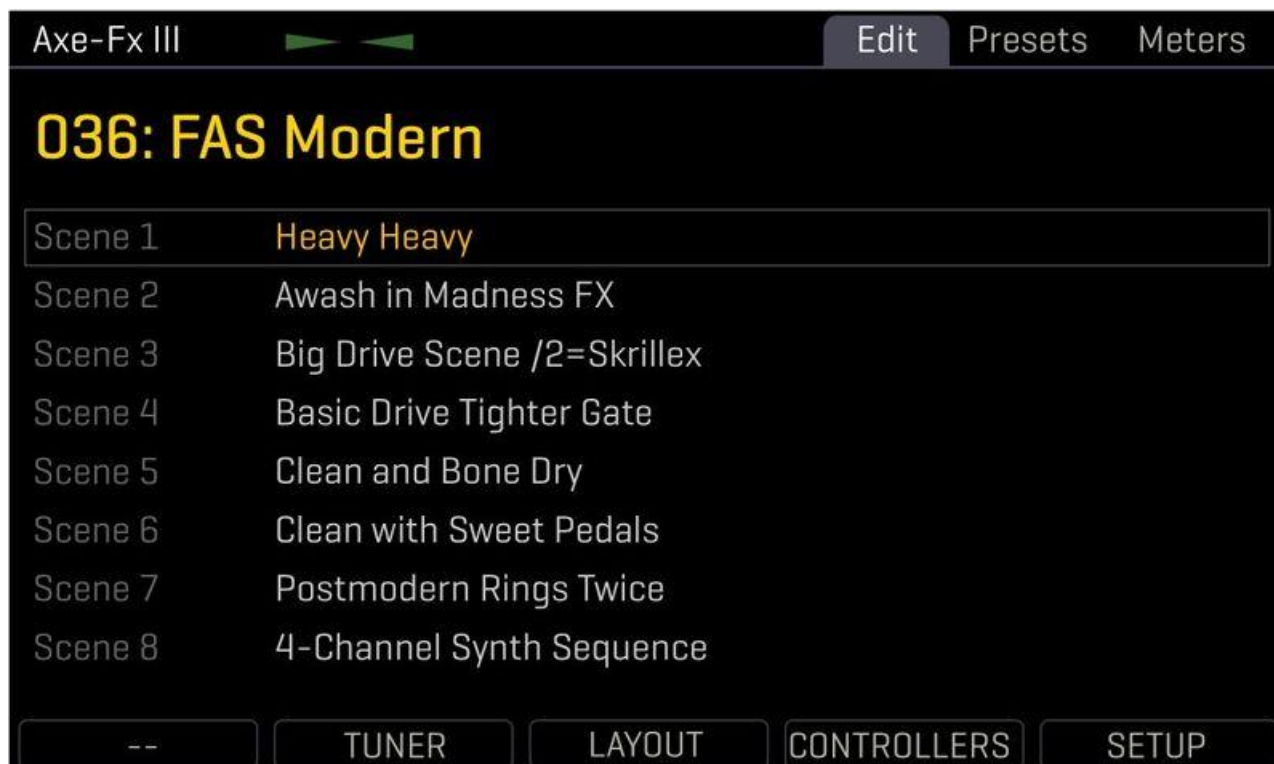 Axe-Fx III Edit Presets Meters
036: FAS Modern
Scene 1 Heavy Heavy
Scene 2 Awash in Madness FX
Scene 3 Big Drive Scene /2=Skrillex
Scene 4 Basic Drive Tighter Gate
Scene 5 Clean and Bone Dry
Scene 6 Clean with Sweet Pedals
Scene 7 Postmodern Rings Twice
Scene 8 4-Channel Synth Sequence
-- TUNER LAYOUT CONTROLLERS SETUP